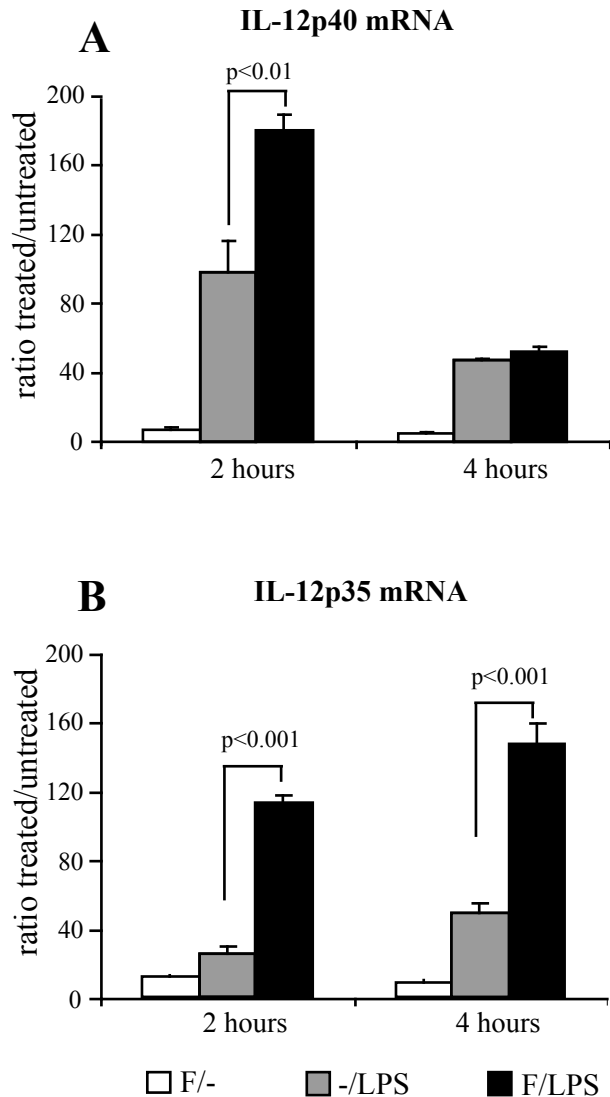 IL-12p40 mRNA
A
p<0.01
ratio treated/untreated
200
160
120
80
40
0
2 hours
4 hours
IL-12p35 mRNA
B
p<0.001
p<0.001
ratio treated/untreated
200
160
120
80
40
0
2 hours
4 hours
F/-
-/LPS
F/LPS